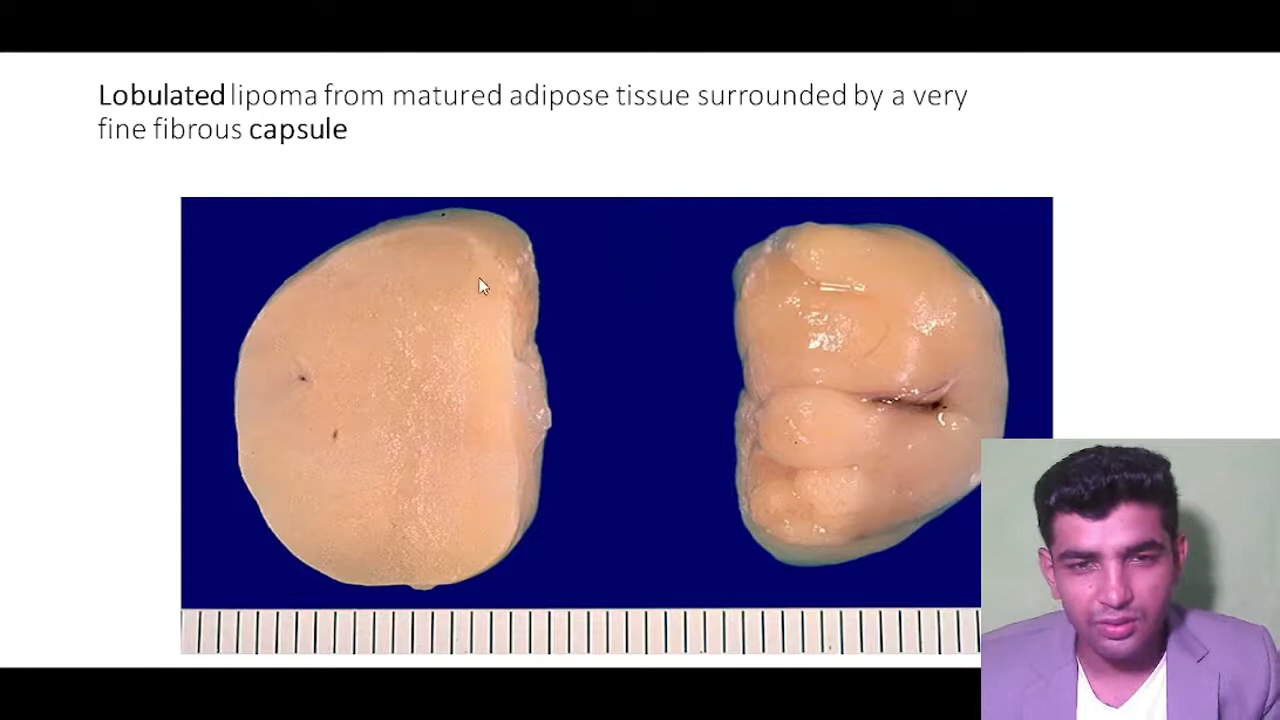 Lobulated lipoma from matured adipose tissue surrounded by a very
fine fibrous capsule